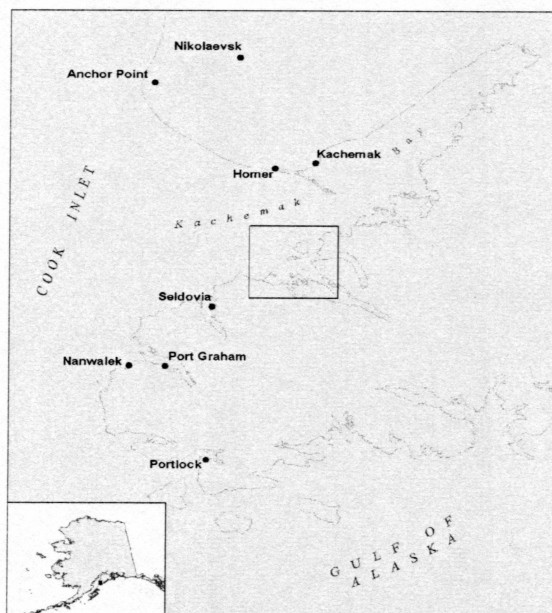 Nikolaevsk
Anchor Point
Kachemak
Homer
Kachemak Bay
COOK INLET
Seldovia
Nanwalek
Port Graham
Portlock
GULF OF
ALASKA